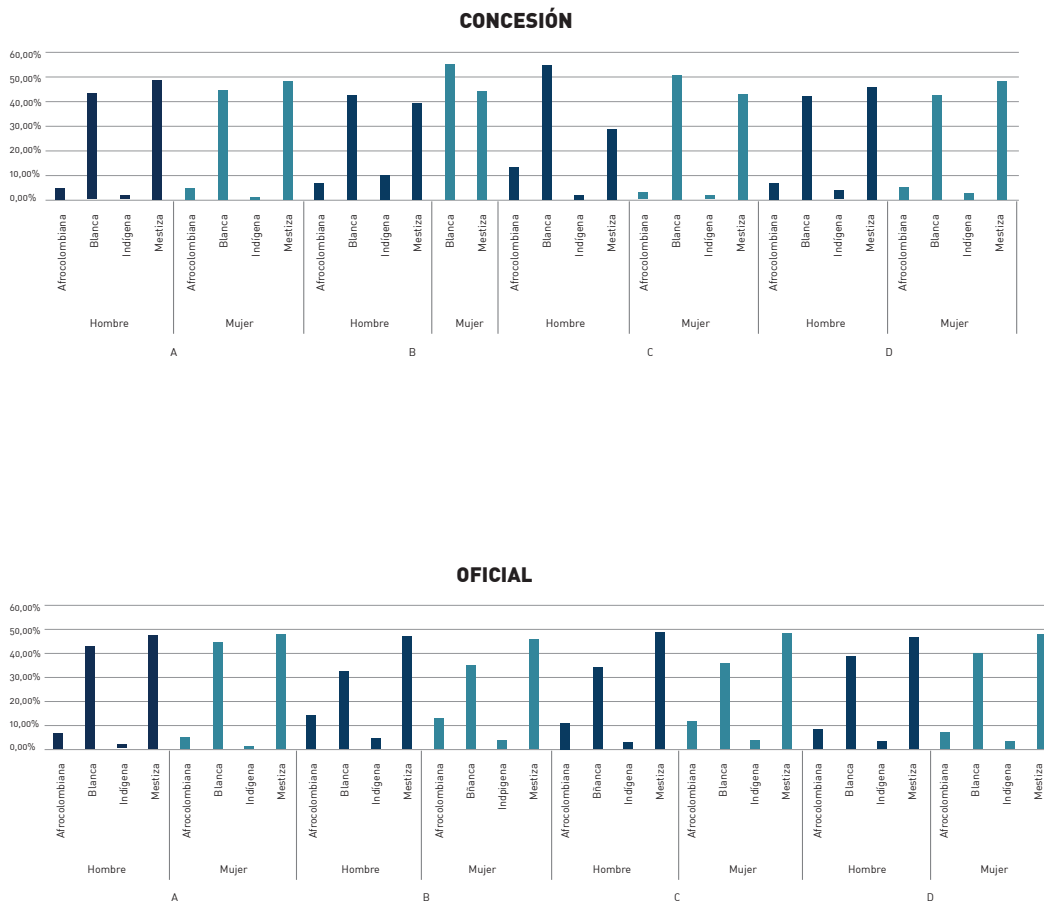 CONCESIÓN
60,00%
50,00%
40,00%
30,00%
20,00%
10,00%
0,00%
Afrocolombiana
Blanca
Indígena
Mestiza
Afrocolombiana
Blanca
Indígena
Mestiza
Afrocolombiana
Blanca
Indígena
Mestiza
Blanca
Mestiza
Afrocolombiana
Blanca
Indígena
Mestiza
Afrocolombiana
Blanca
Indígena
Mestiza
Afrocolombiana
Blanca
Indígena
Mestiza
Afrocolombiana
Blanca
Indígena
Mestiza
Hombre
Mujer
Hombre
Mujer
Hombre
Mujer
Hombre
Mujer
A
B
C
D
OFICIAL
60,00%
50,00%
40,00%
30,00%
20,00%
10,00%
0,00%
Afrocolombiana
Blanca
Indígena
Mestiza
Afrocolombiana
Blanca
Indígena
Mestiza
Afrocolombiana
Blanca
Indígena
Mestiza
Afrocolombiana
Bñanca
Indpigena
Mestiza
Afrocolombiana
Bñanca
Indígena
Mestiza
Afrocolombiana
Blanca
Indígena
Mestiza
Afrocolombiana
Blanca
Indígena
Mestiza
Afrocolombiana
Blanca
Indígena
Mestiza
Hombre
Mujer
Hombre
Mujer
Hombre
Mujer
Hombre
Mujer
A
B
C
D